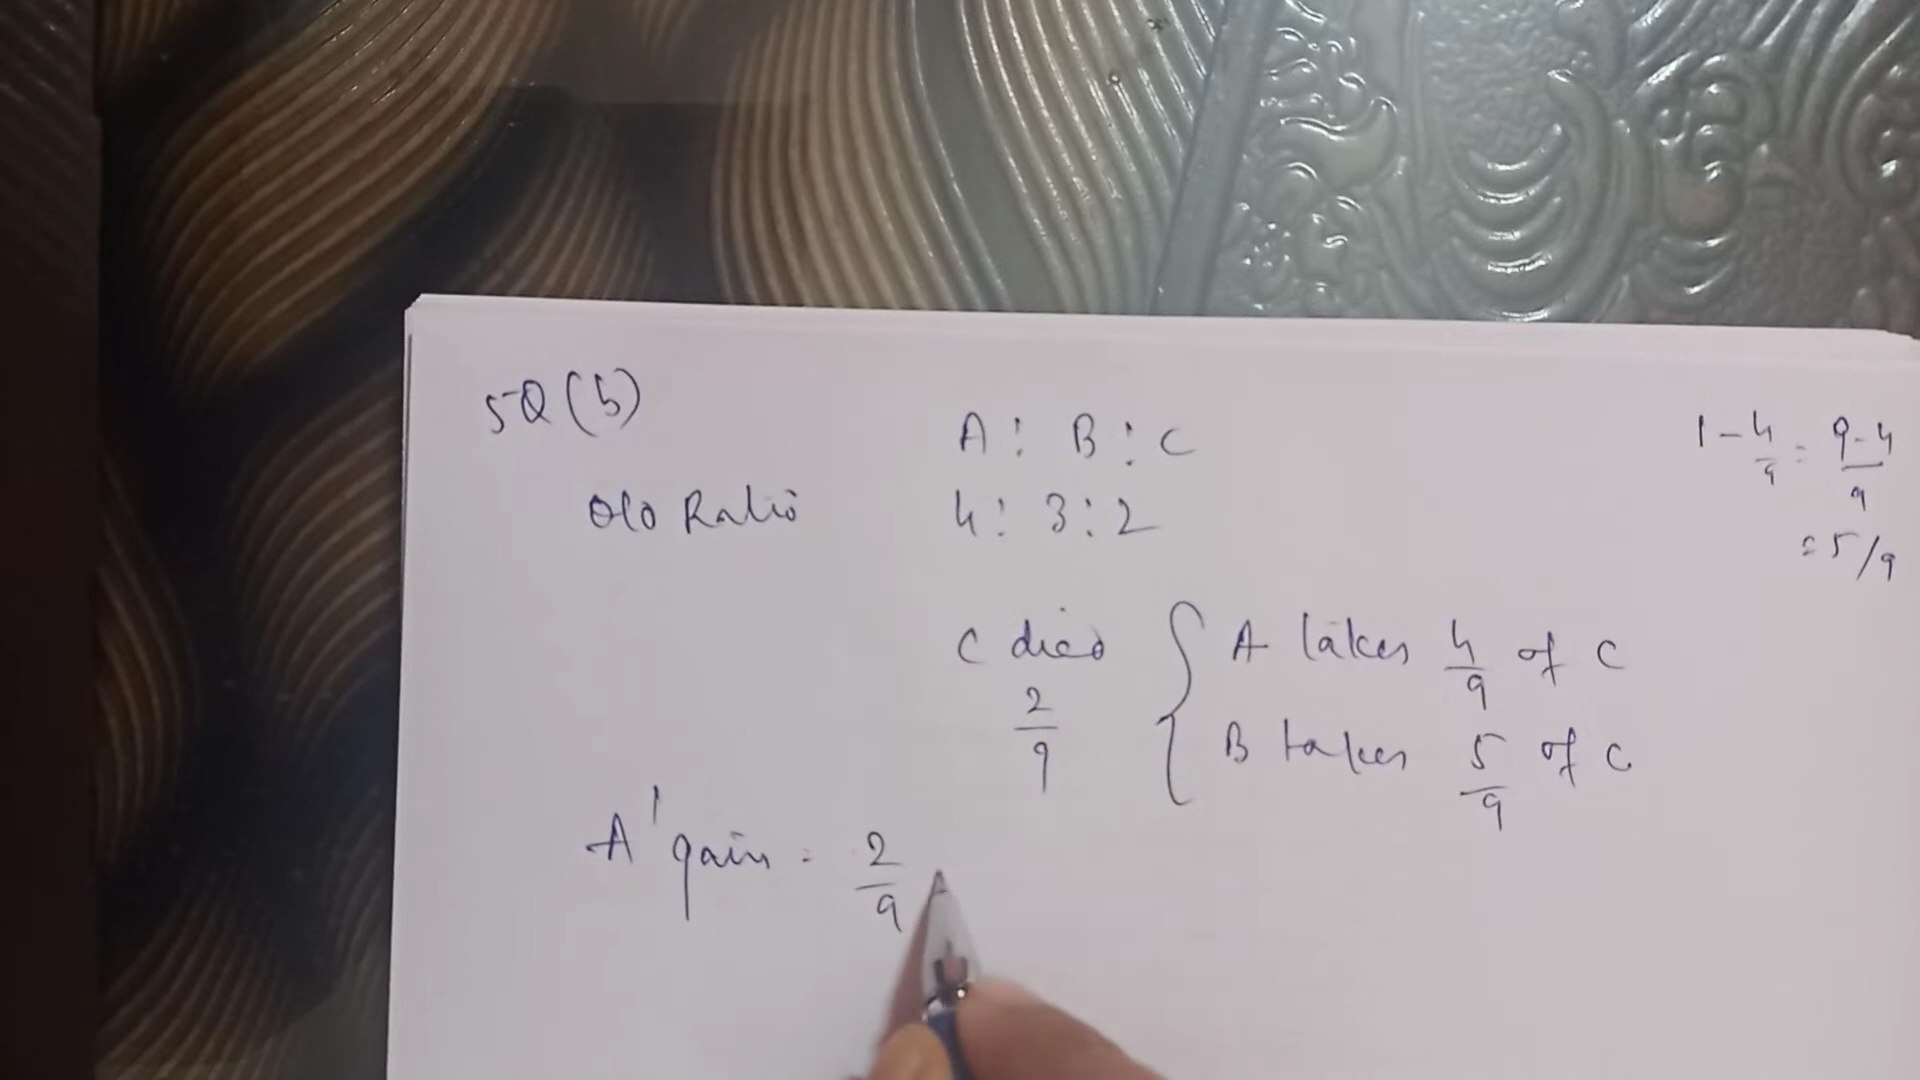 5Q (b)
A : B : C
Old Ratio 4 : 3 : 2
1 - 4/9 = 9-4/9
= 5/9
C died { A takes 4/9 of C
2/9 B takes 5/9 of C
A' gain = 2/9